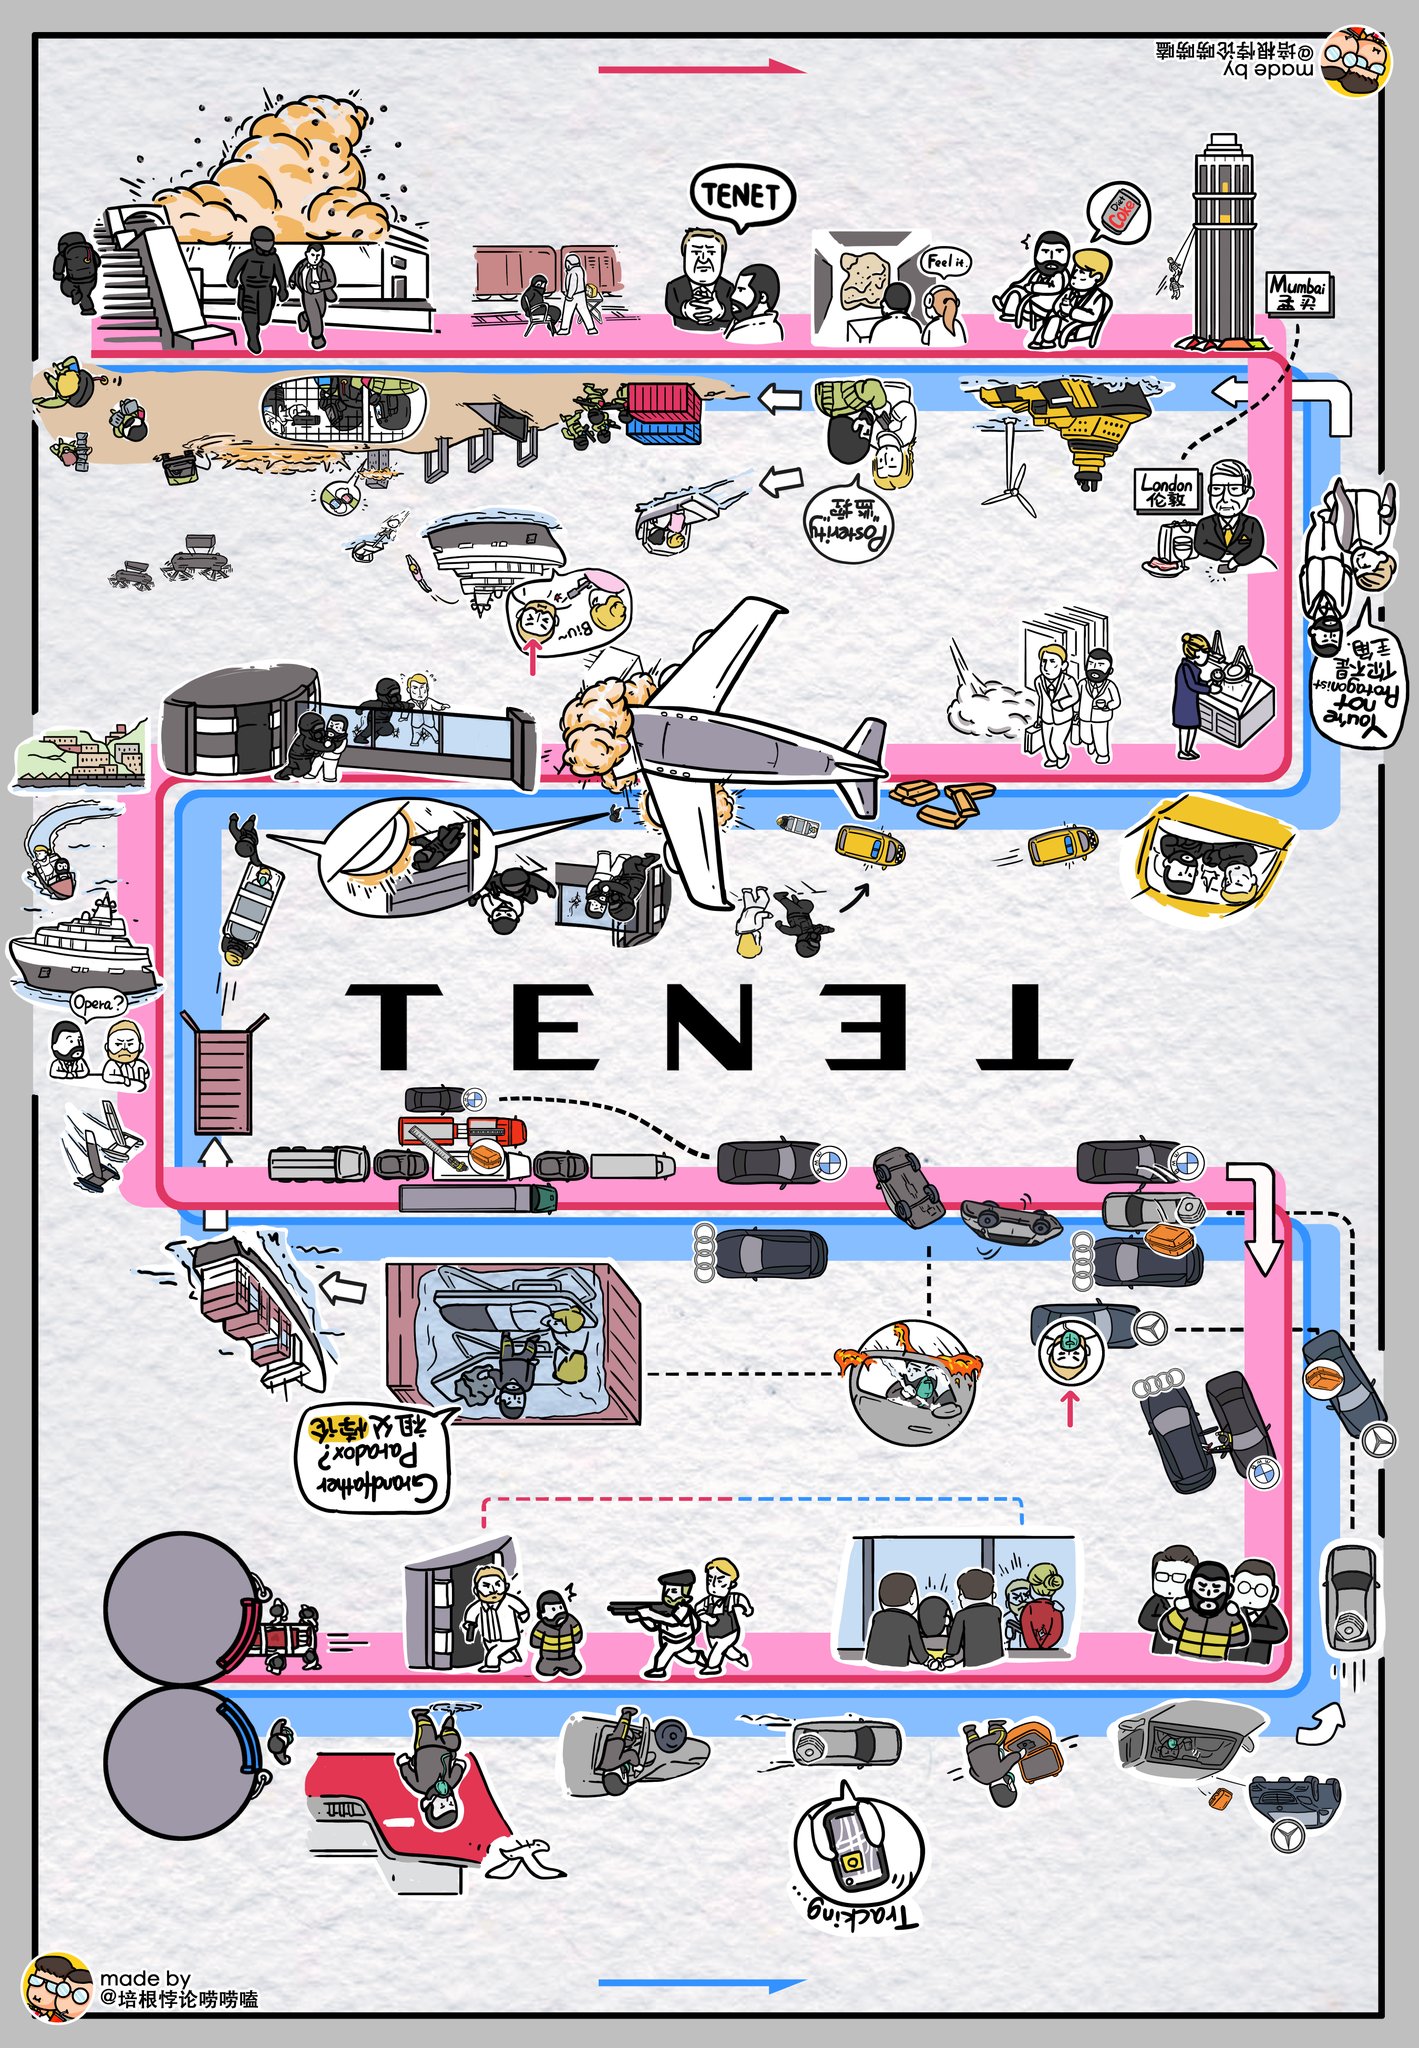 made by
@培根悖论唠唠嗑
TENET
Feel it
Diet
Coke
Mumbai
孟买
London
伦敦
Posterity
"监控"
Biu~
You're
not
Protagonist
你不是
主角
Opera?
TENET
Grandfather
Paradox?
祖父悖论
Tracking......
made by
@培根悖论唠唠嗑